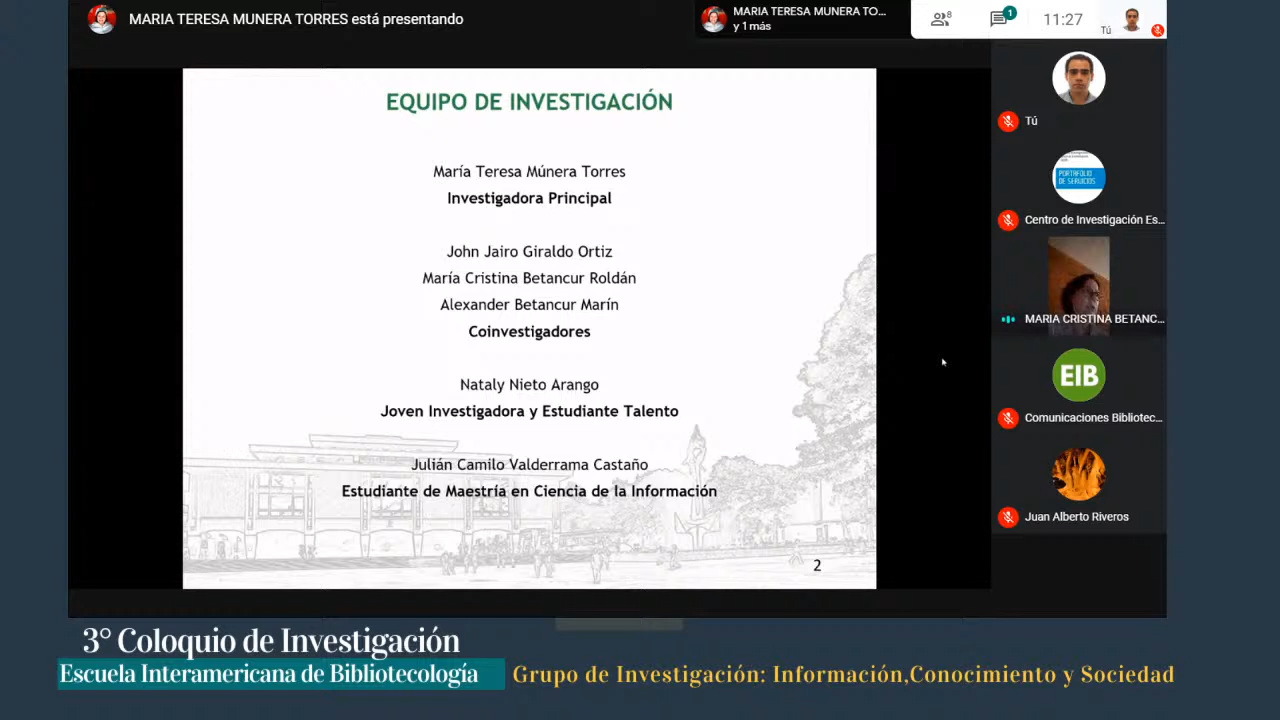 MARIA TERESA MUNERA TORRES está presentando
MARIA TERESA MUNERA TO...
y 1 más
8
1
11:27
Tú
EQUIPO DE INVESTIGACIÓN
María Teresa Múnera Torres
Investigadora Principal
John Jairo Giraldo Ortiz
María Cristina Betancur Roldán
Alexander Betancur Marín
Coinvestigadores
Nataly Nieto Arango
Joven Investigadora y Estudiante Talento
Julián Camilo Valderrama Castaño
Estudiante de Maestría en Ciencia de la Información
2
Tú
PORTAFOLIO
DE SERVICIOS
Centro de Investigación Es...
MARIA CRISTINA BETANC...
EIB
Comunicaciones Bibliotec...
Juan Alberto Riveros
3° Coloquio de Investigación
Escuela Interamericana de Bibliotecología
Grupo de Investigación: Información,Conocimiento y Sociedad